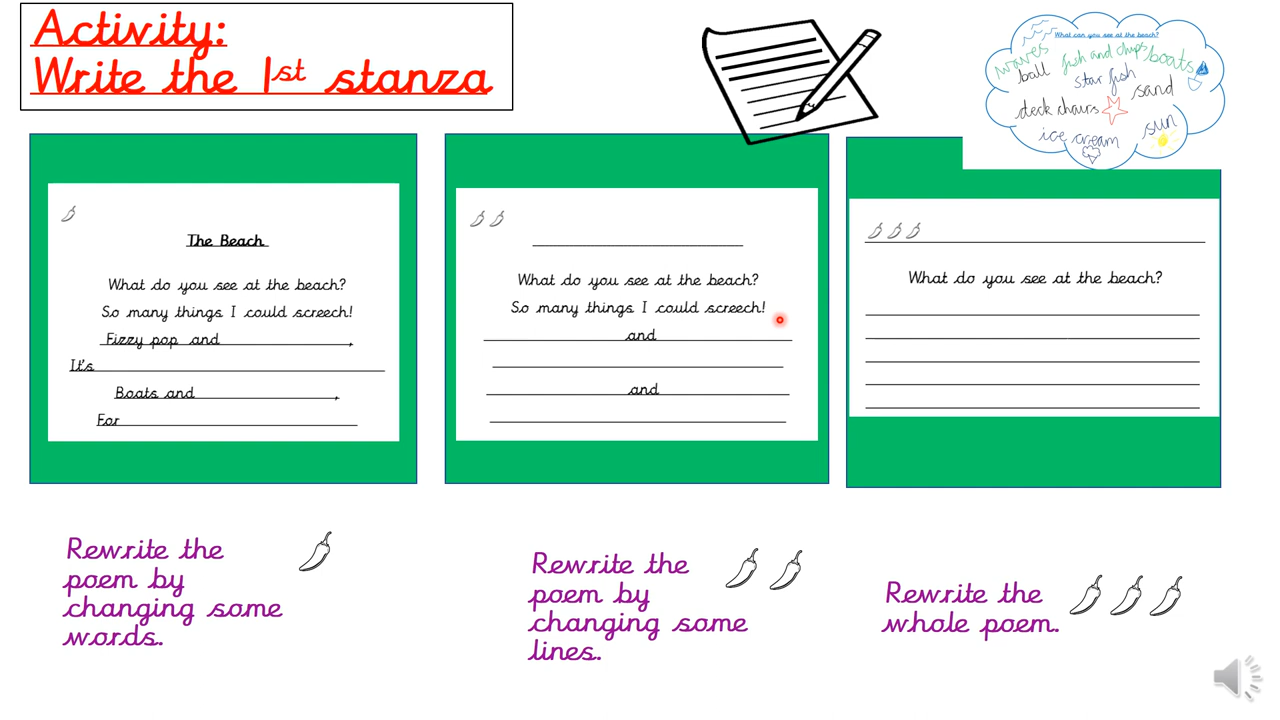 Activity:
Write the 1st stanza
What can you see at the beach?
waves
fish and chips
boats
ball
star fish
sand
deck chairs
ice cream
sun
The Beach
What do you see at the beach?
So many things I could screech!
Fizzy pop and ,
It's
Boats and ,
For
What do you see at the beach?
So many things I could screech!
and
and
What do you see at the beach?
Rewrite the
poem by
changing some
words.
Rewrite the
poem by
changing some
lines.
Rewrite the
whole poem.